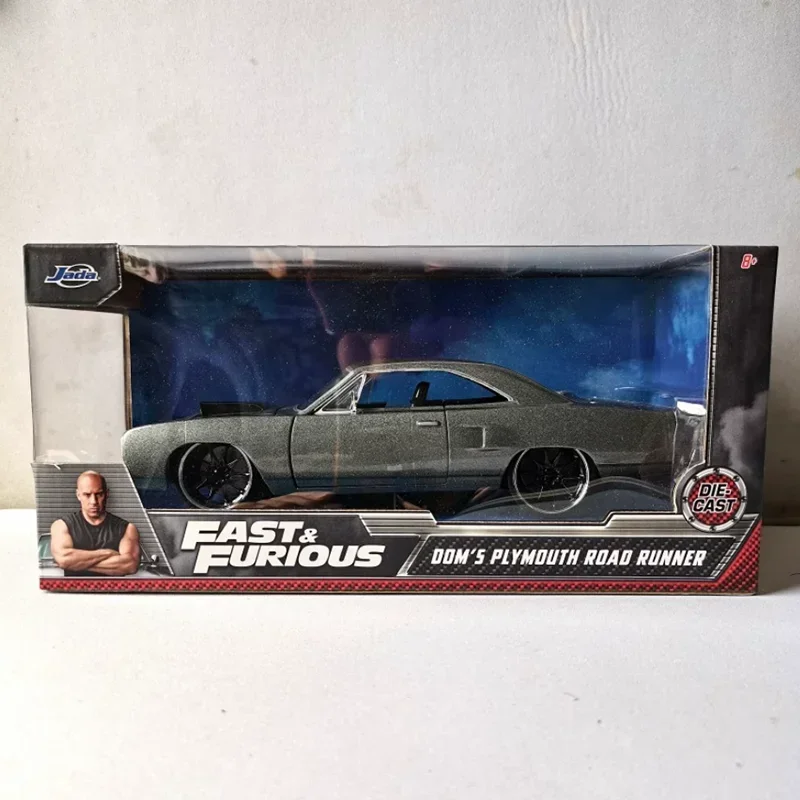 Jada
8+
DIE-
CAST
FAST &
FURIOUS
DOM'S PLYMOUTH ROAD RUNNER